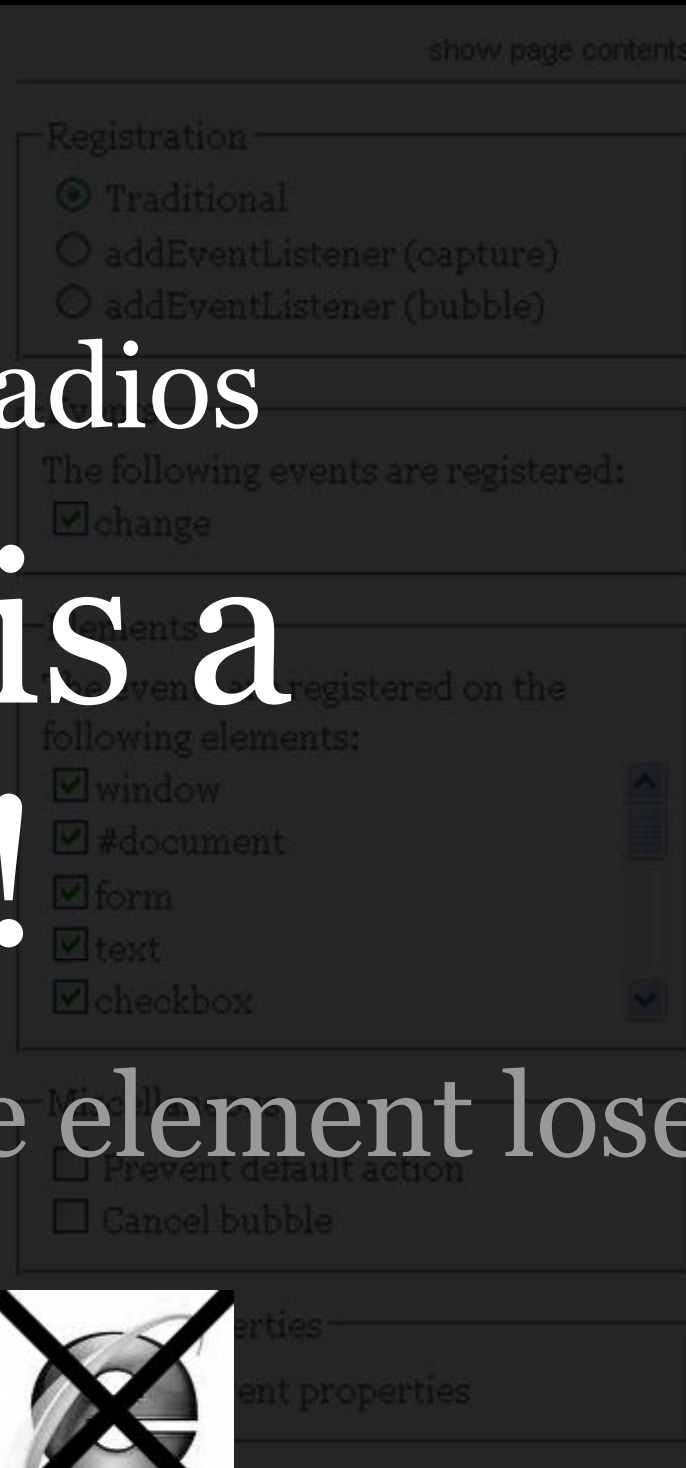 show page contents
Registration
Traditional
addEventListener (capture)
addEventListener (bubble)
adios
The following events are registered:
change
is a
registered on the
following elements:
window
#document
!
form
text
checkbox
e element lose
Prevent default action
Cancel bubble
erties
ent properties